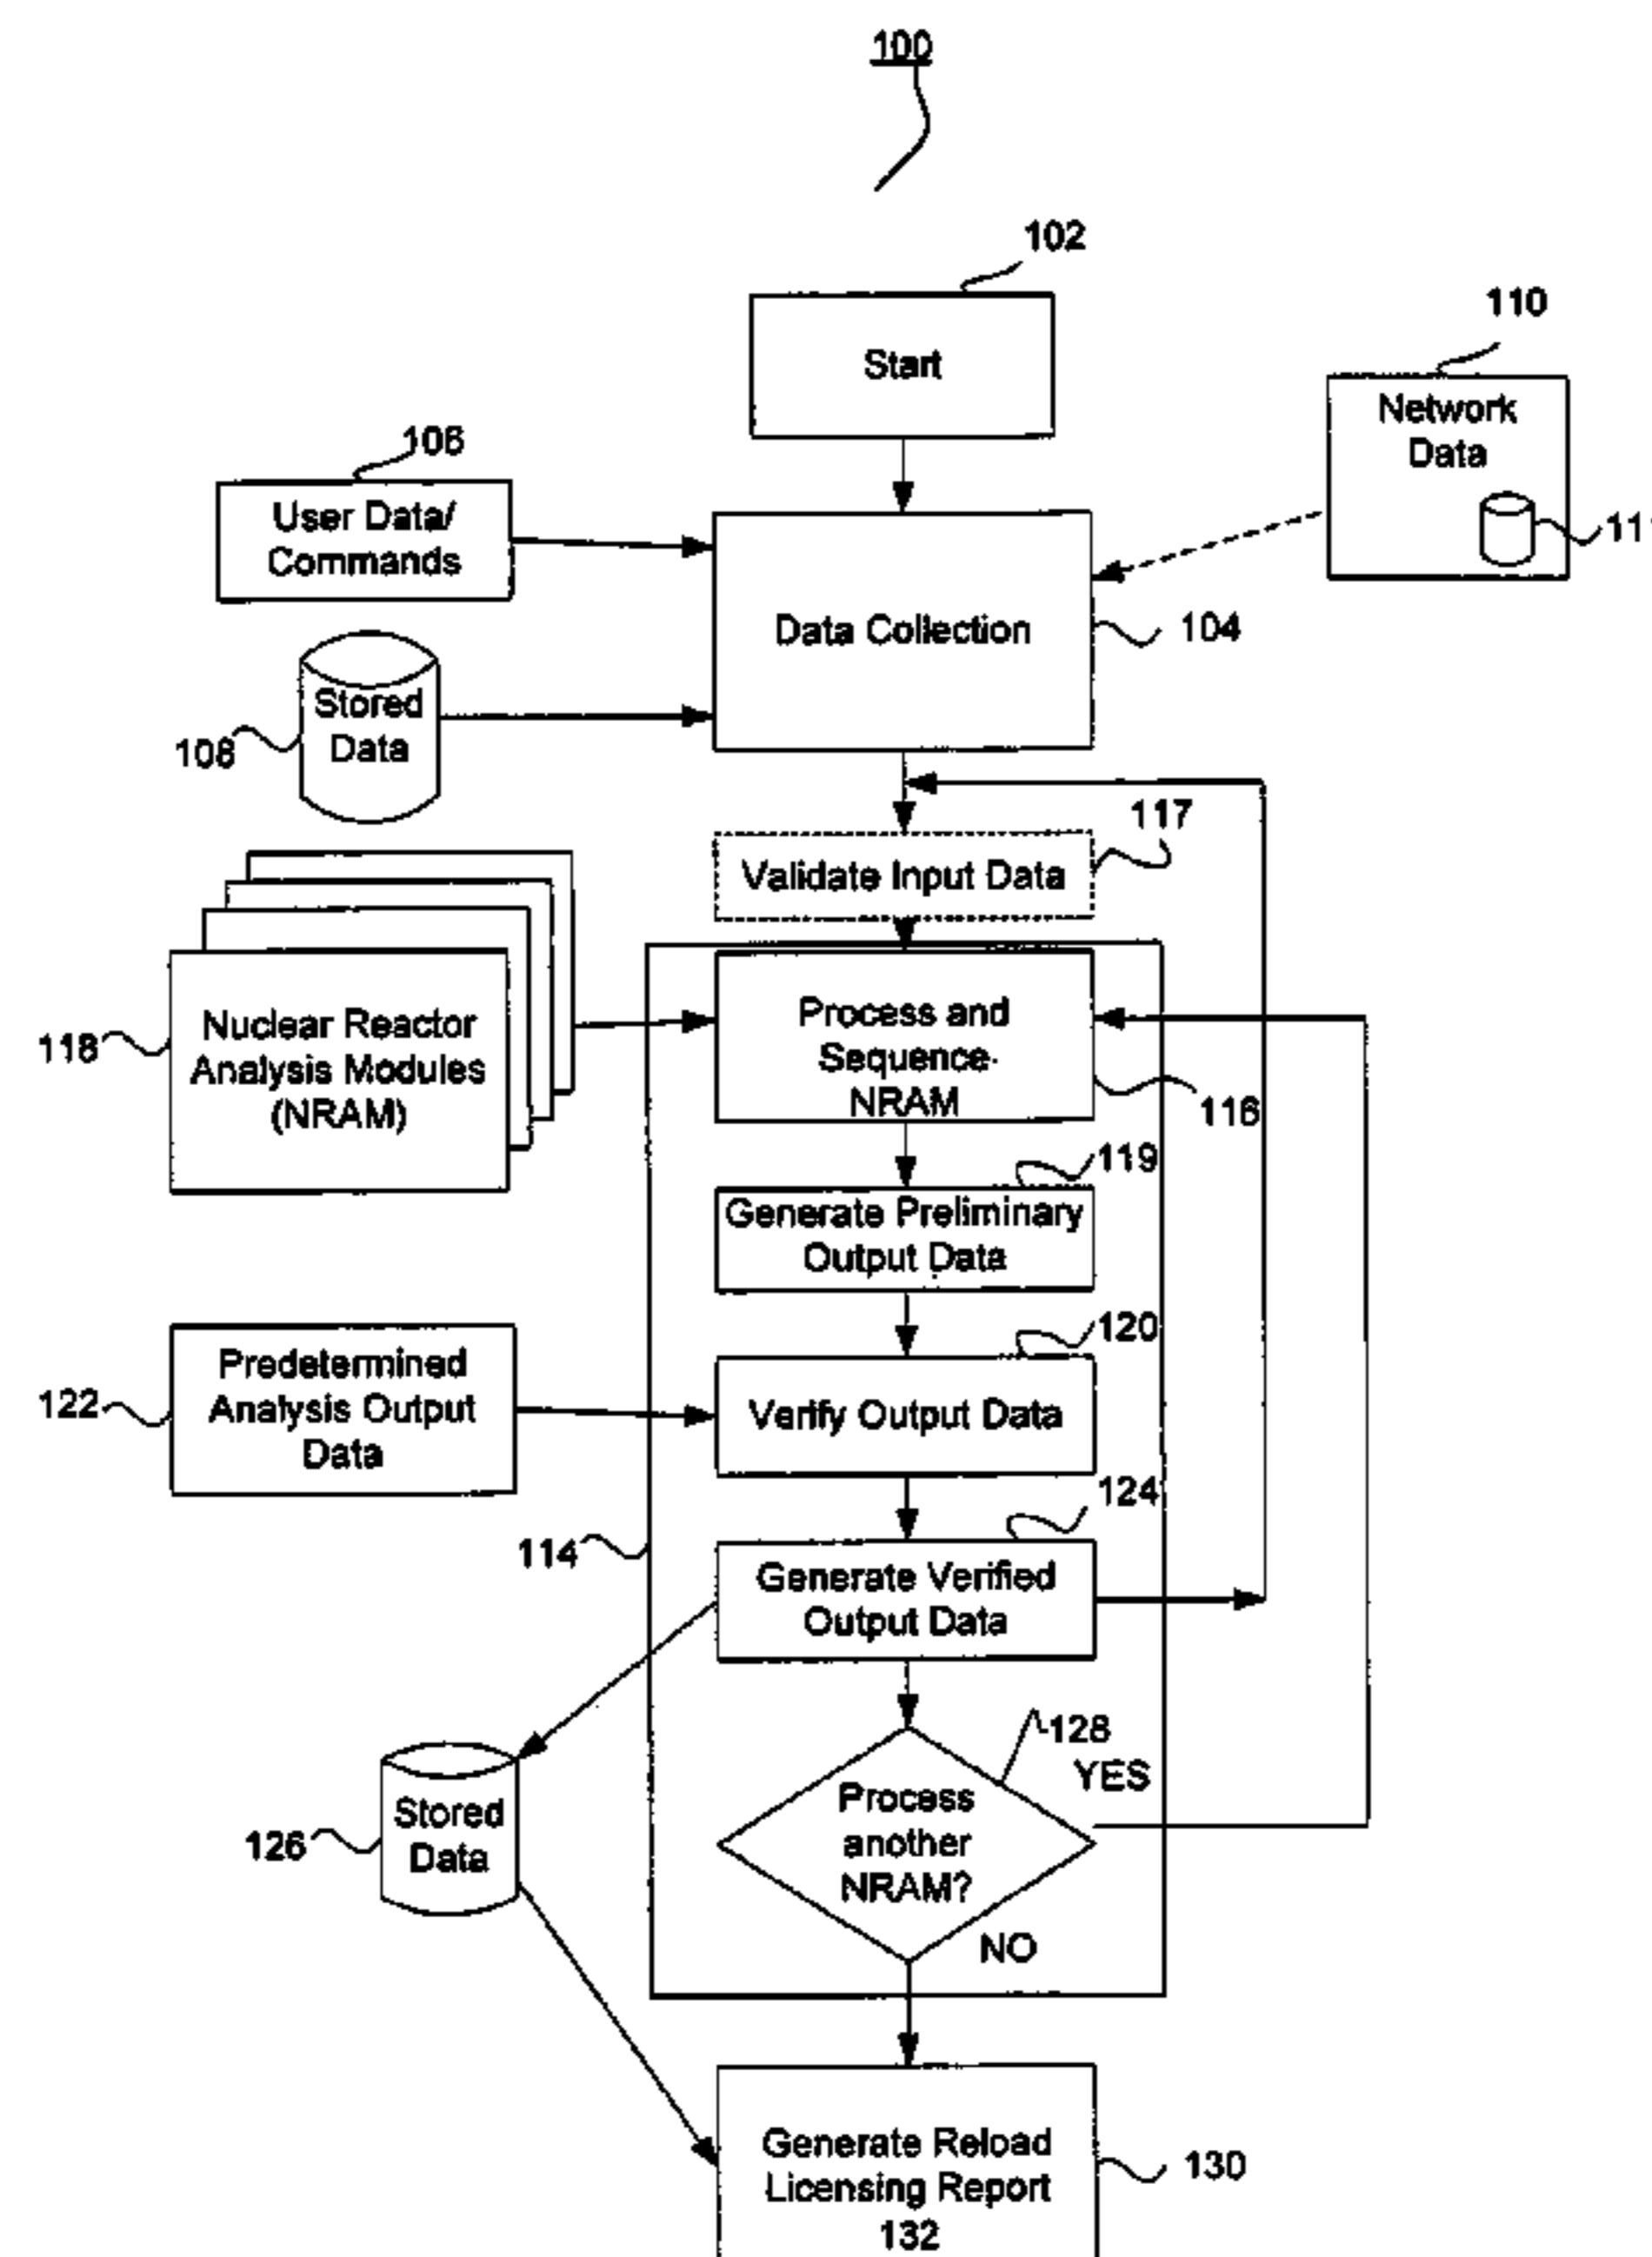 100
102
Start
110
Network
Data
11
106
User Data/
Commands
Data Collection
104
Stored
Data
108
117
Validate Input Data
Nuclear Reactor
Analysis Modules
(NRAM)
118
Process and
Sequence-
NRAM
116
119
Generate Preliminary
Output Data
120
Predetermined
Analysis Output
Data
122
Verify Output Data
124
114
Generate Verified
Output Data
128
YES
Process
another
NRAM?
NO
Stored
Data
126
Generate Reload
Licensing Report
132
130